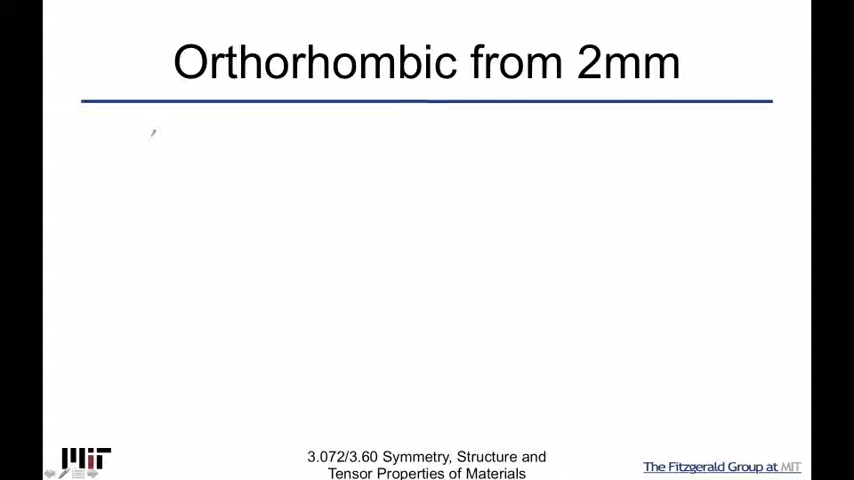 Orthorhombic from 2mm
MIT
3.072/3.60 Symmetry, Structure and
Tensor Properties of Materials
The Fitzgerald Group at MIT